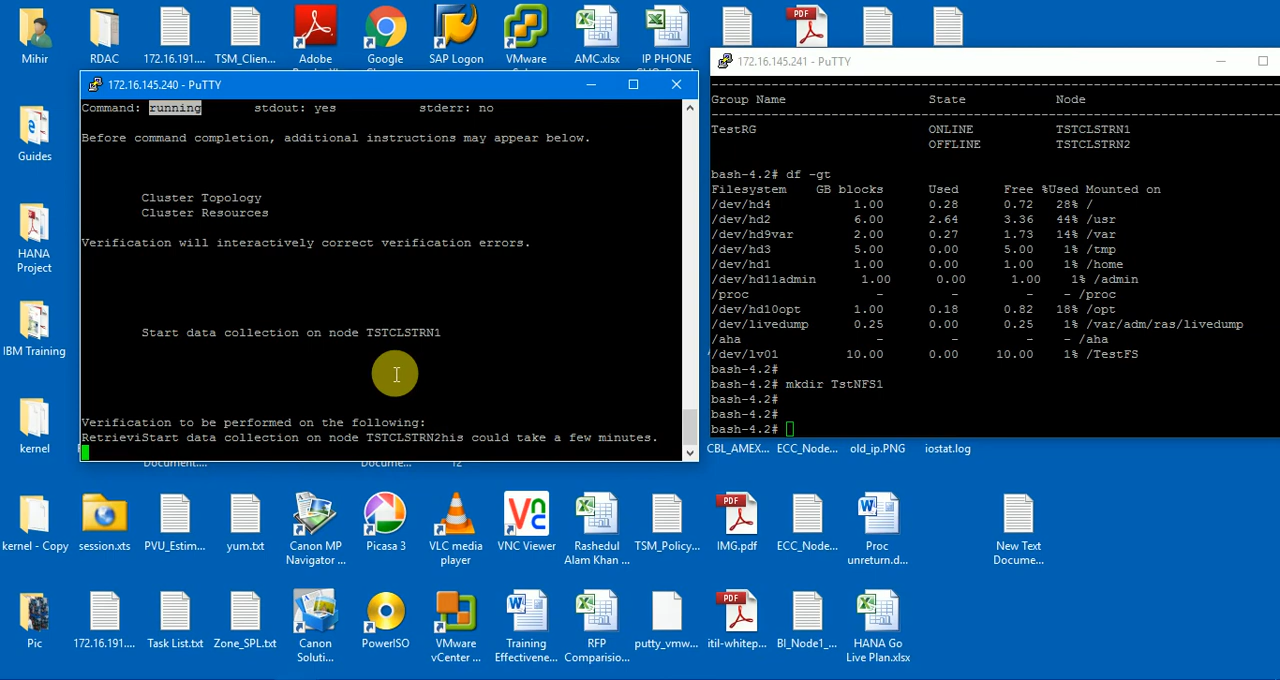 Mihir
RDAC
172.16.191....
TSM_Clien...
Adobe
Google
SAP Logon
VMware
AMC.xlsx
IP PHONE
PDF
172.16.145.240 - PuTTY
Command: running stdout: yes stderr: no
Before command completion, additional instructions may appear below.
Cluster Topology
Cluster Resources
Verification will interactively correct verification errors.
Start data collection on node TSTCLSTRN1
Verification to be performed on the following:
RetrieviStart data collection on node TSTCLSTRN2his could take a few minutes.
172.16.145.241 - PuTTY
Group Name State Node
TestRG ONLINE TSTCLSTRN1
OFFLINE TSTCLSTRN2
bash-4.2# df -gt
Filesystem GB blocks Used Free %Used Mounted on
/dev/hd4 1.00 0.28 0.72 28% /
/dev/hd2 6.00 2.64 3.36 44% /usr
/dev/hd9var 2.00 0.27 1.73 14% /var
/dev/hd3 5.00 0.00 5.00 1% /tmp
/dev/hd1 1.00 0.00 1.00 1% /home
/dev/hd11admin 1.00 0.00 1.00 1% /admin
/proc - - - - /proc
/dev/hd10opt 1.00 0.18 0.82 18% /opt
/dev/livedump 0.25 0.00 0.25 1% /var/adm/ras/livedump
/aha - - - - /aha
/dev/lv01 10.00 0.00 10.00 1% /TestFS
bash-4.2#
bash-4.2# mkdir TstNFS1
bash-4.2#
bash-4.2#
bash-4.2#
Guides
HANA
Project
IBM Training
kernel
CBL_AMEX...
ECC_Node...
old_ip.PNG
iostat.log
Document...
Docume...
kernel - Copy
session.xts
PVU_Estim...
yum.txt
Canon MP
Navigator ...
Picasa 3
VLC media
player
VNC Viewer
Rashedul
Alam Khan ...
TSM_Policy...
PDF
IMG.pdf
ECC_Node...
Proc
unreturn.d...
New Text
Docume...
Pic
172.16.191....
Task List.txt
Zone_SPL.txt
Canon
Soluti...
PowerISO
VMware
vCenter ...
Training
Effectivene...
RFP
Comparision...
putty_vmw...
PDF
itil-whitep...
BI_Node1_...
HANA Go
Live Plan.xlsx